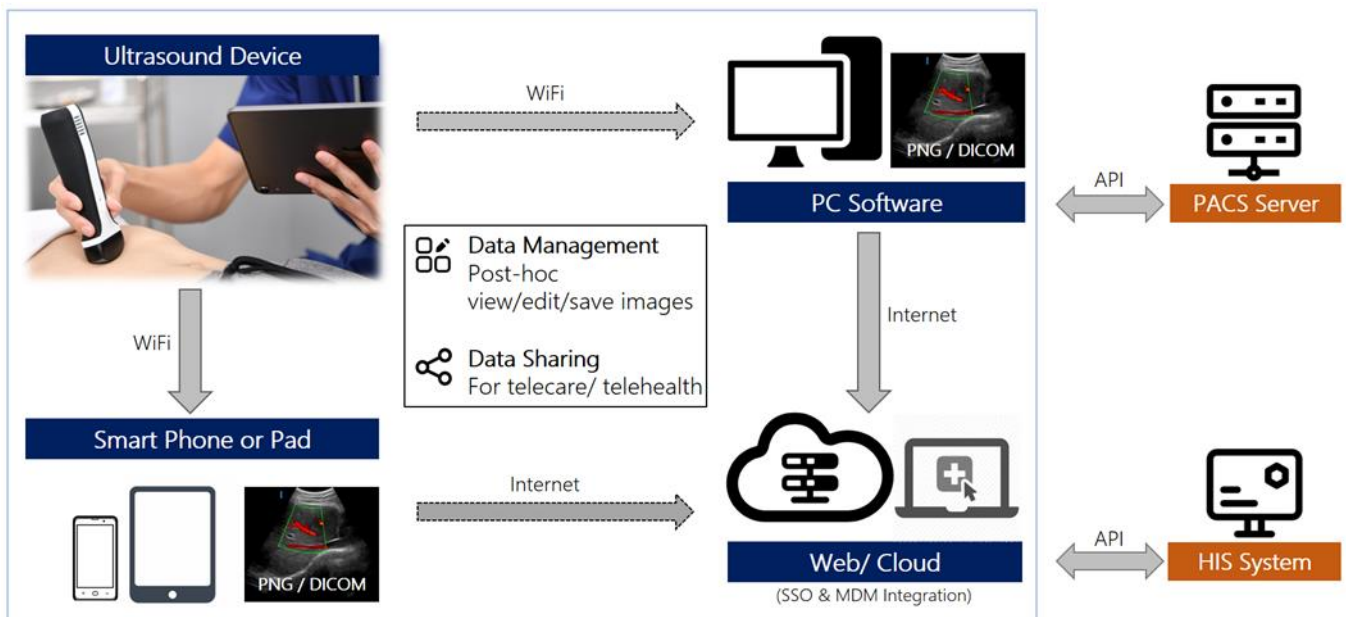 Ultrasound Device
WiFi
PNG / DICOM
PC Software
API
PACS Server
Data Management
Post-hoc
view/edit/save images
Data Sharing
For telecare/ telehealth
WiFi
Internet
Smart Phone or Pad
PNG / DICOM
Internet
Web/ Cloud
(SSO & MDM Integration)
API
HIS System